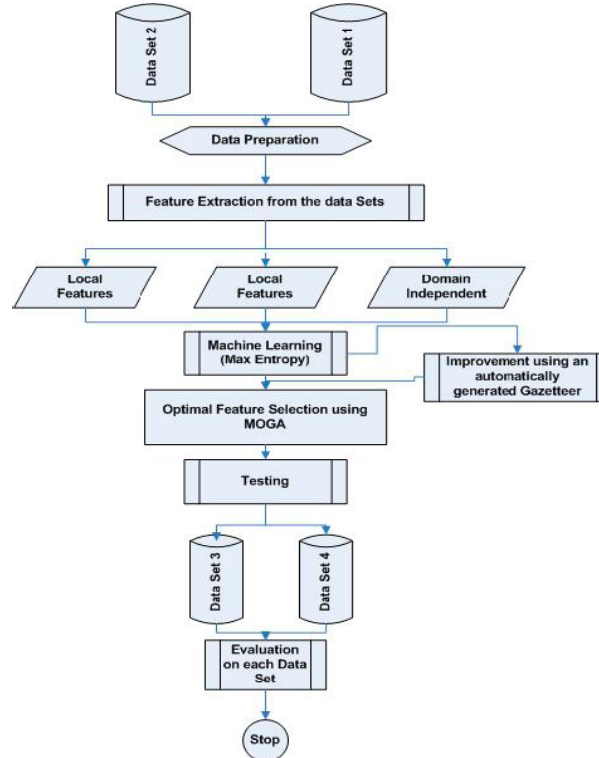 Data Set 2
Data Set 1
Data Preparation
Feature Extraction from the data Sets
Local
Features
Local
Features
Domain
Independent
Machine Learning
(Max Entropy)
Improvement using an
automatically
generated Gazetteer
Optimal Feature Selection using
MOGA
Testing
Data Set 3
Data Set 4
Evaluation
on each Data
Set
Stop